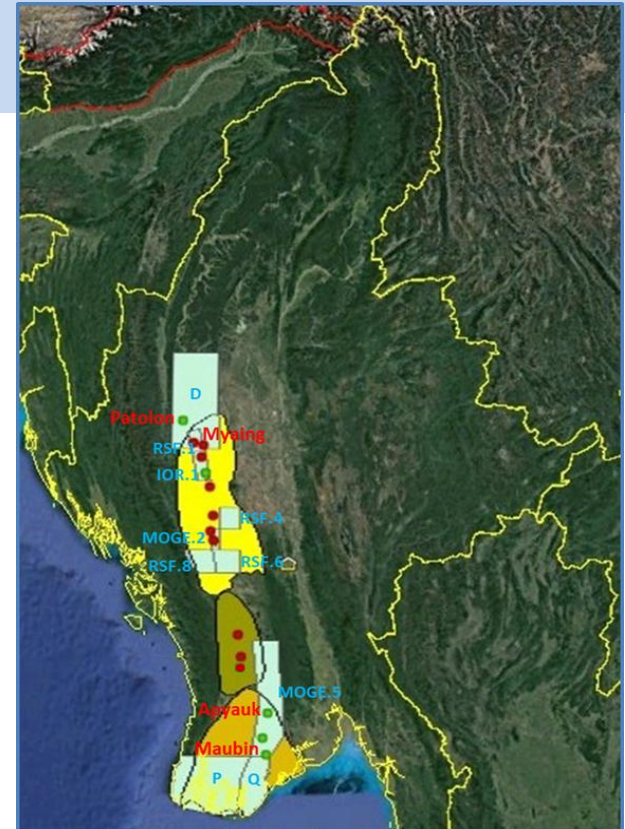 D
Patolon
Myaing
RSF.1
IOR.1
RSF.4
MOGE.2
RSF.8
RSF.6
MOGE.5
Apyauk
Maubin
P
Q